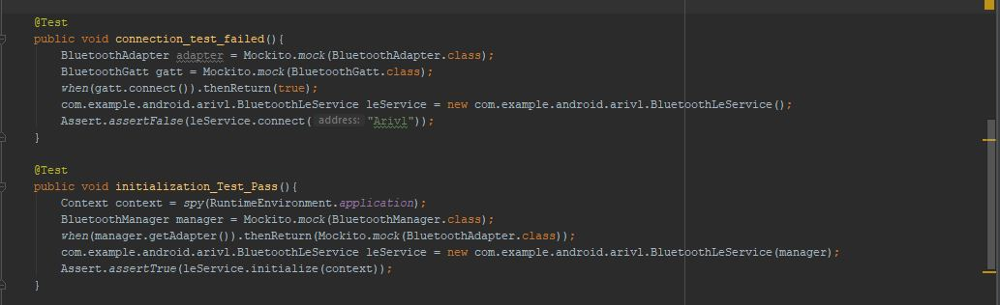 @Test
public void connection_test_failed(){
BluetoothAdapter adapter = Mockito.mock(BluetoothAdapter.class);
BluetoothGatt gatt = Mockito.mock(BluetoothGatt.class);
when(gatt.connect()).thenReturn(true);
com.example.android.arivl.BluetoothLeService leService = new com.example.android.arivl.BluetoothLeService();
Assert.assertFalse(leService.connect( address: "Arivl"));
}
@Test
public void initialization_Test_Pass(){
Context context = spy(RuntimeEnvironment.application);
BluetoothManager manager = Mockito.mock(BluetoothManager.class);
when(manager.getAdapter()).thenReturn(Mockito.mock(BluetoothAdapter.class));
com.example.android.arivl.BluetoothLeService leService = new com.example.android.arivl.BluetoothLeService(manager);
Assert.assertTrue(leService.initialize(context));
}